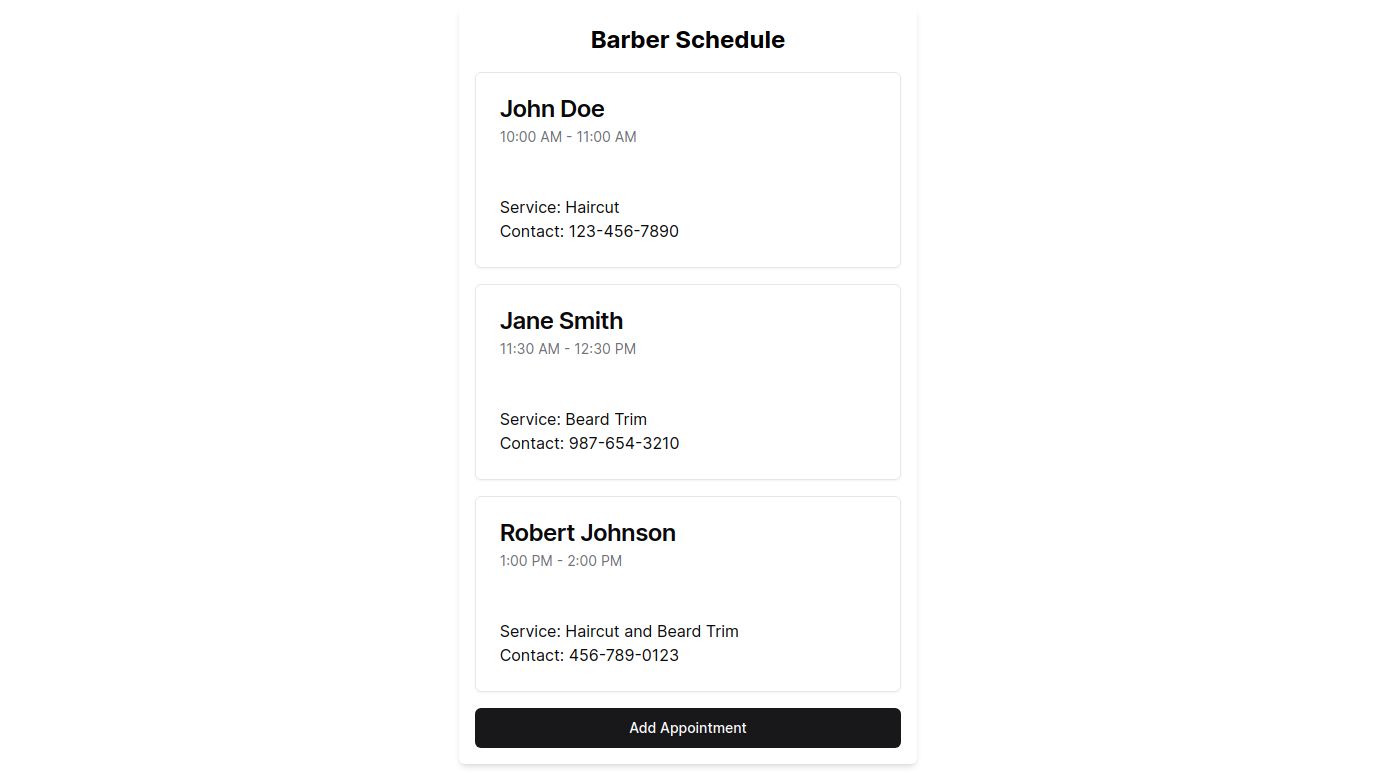 Barber Schedule
John Doe
10:00 AM - 11:00 AM
Service: Haircut
Contact: 123-456-7890
Jane Smith
11:30 AM - 12:30 PM
Service: Beard Trim
Contact: 987-654-3210
Robert Johnson
1:00 PM - 2:00 PM
Service: Haircut and Beard Trim
Contact: 456-789-0123
Add Appointment